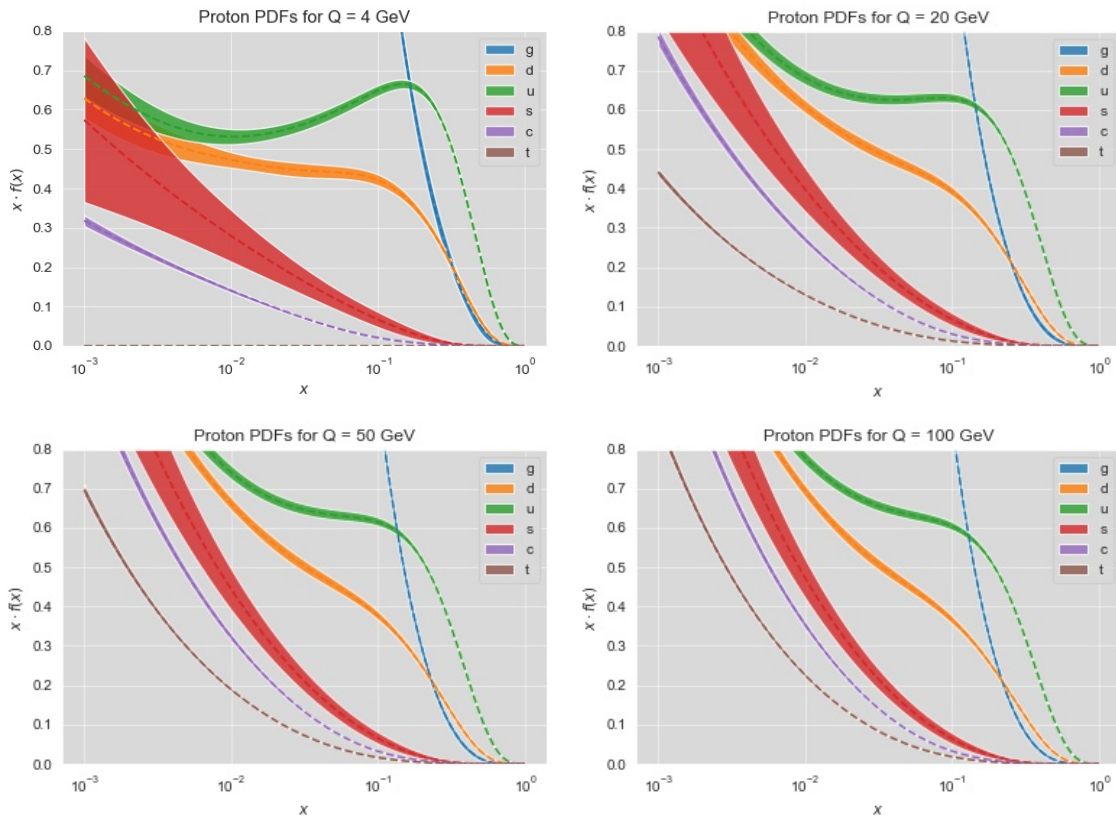 Proton PDFs for Q = 4 GeV
x · f(x)
0.8
0.7
0.6
0.5
0.4
0.3
0.2
0.1
0.0
g
d
u
s
c
t
10⁻³
10⁻²
10⁻¹
10⁰
x
Proton PDFs for Q = 20 GeV
x · f(x)
0.8
0.7
0.6
0.5
0.4
0.3
0.2
0.1
0.0
g
d
u
s
c
t
10⁻³
10⁻²
10⁻¹
10⁰
x
Proton PDFs for Q = 50 GeV
x · f(x)
0.8
0.7
0.6
0.5
0.4
0.3
0.2
0.1
0.0
g
d
u
s
c
t
10⁻³
10⁻²
10⁻¹
10⁰
x
Proton PDFs for Q = 100 GeV
x · f(x)
0.8
0.7
0.6
0.5
0.4
0.3
0.2
0.1
0.0
g
d
u
s
c
t
10⁻³
10⁻²
10⁻¹
10⁰
x